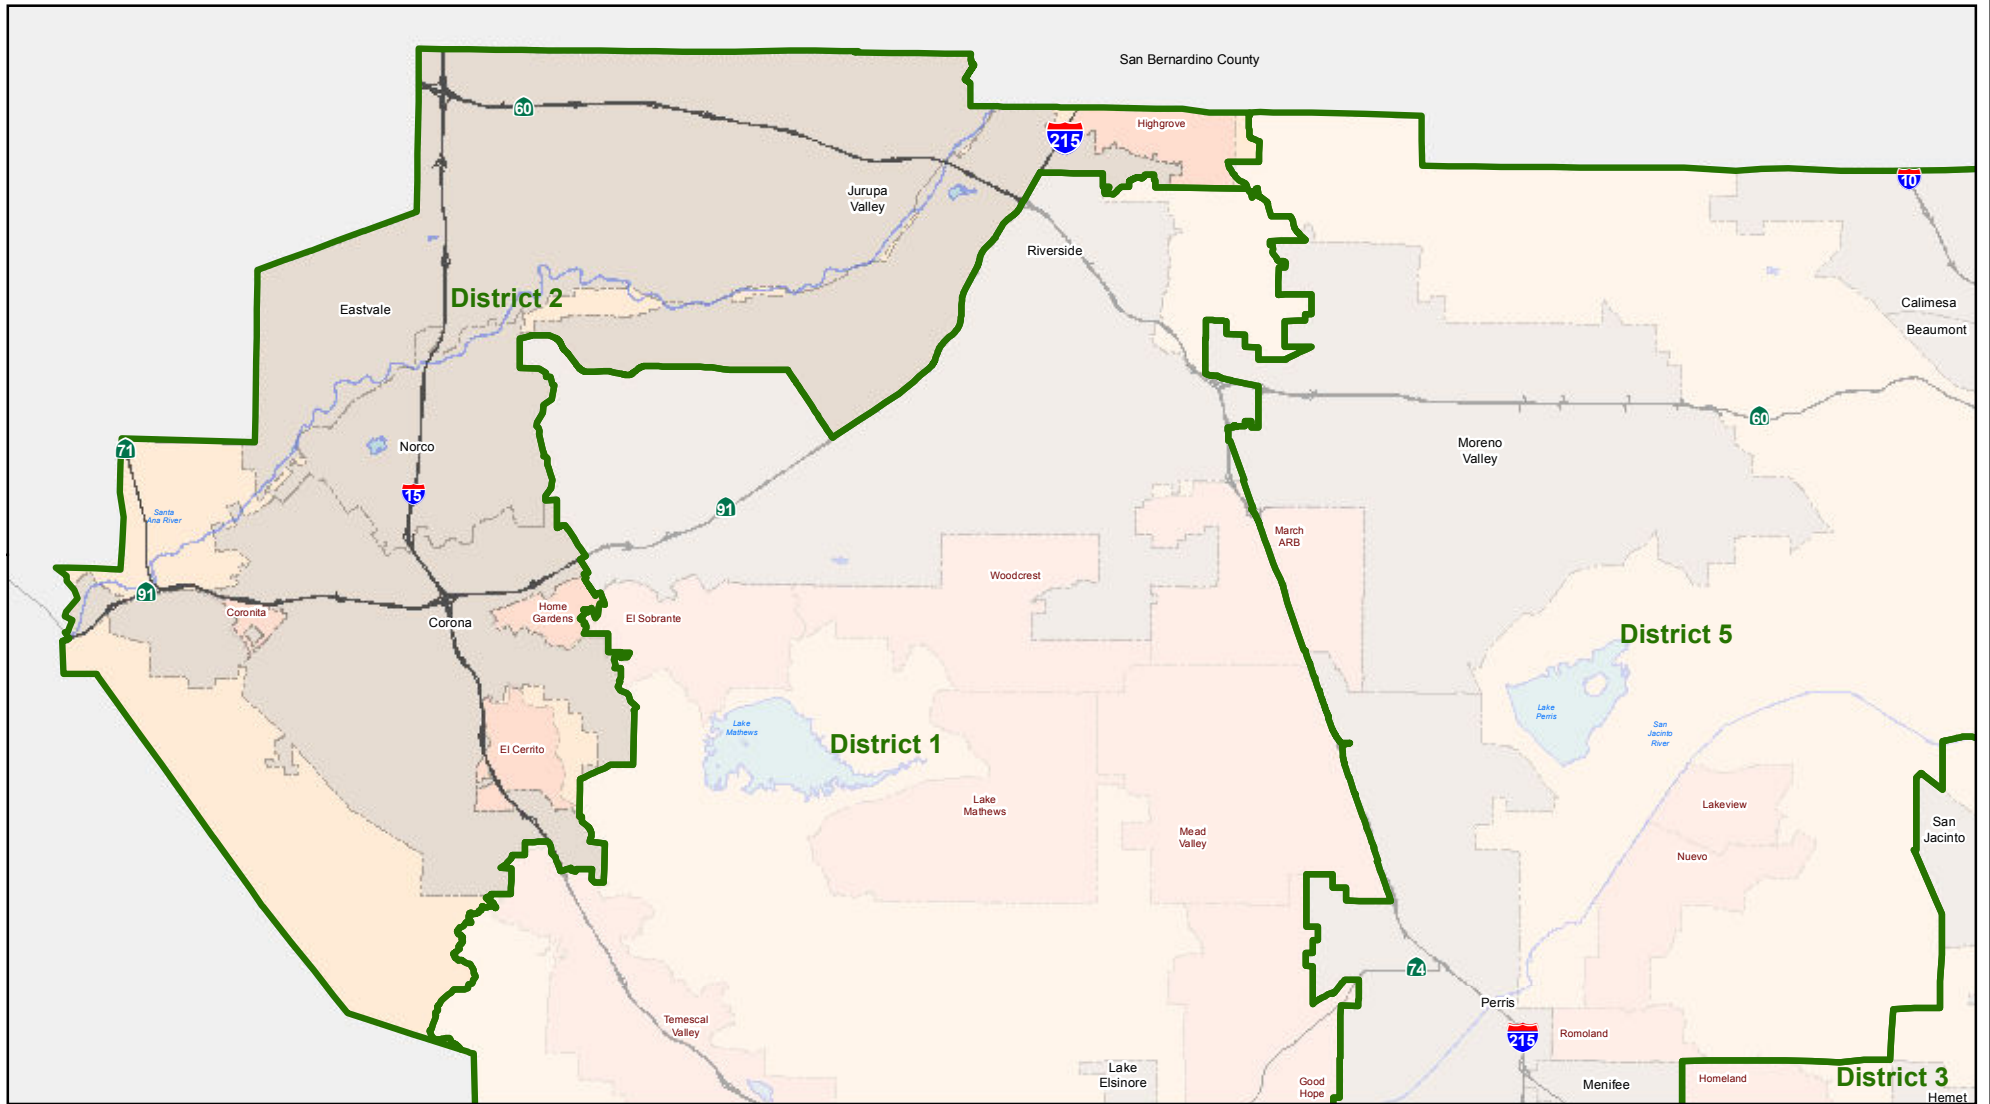 San Bernardino County
60
215
Highgrove
10
Jurupa
Valley
Riverside
District 2
Eastvale
Calimesa
Beaumont
60
71
Norco
Moreno
Valley
15
91
Santa
Ana River
March
ARB
Woodcrest
91
Coronita
Home
Gardens
El Sobrante
Corona
District 5
Lake
Perris
San
Jacinto
River
Lake
Mathews
District 1
El Cerrito
Lake
Mathews
Lakeview
Mead
Valley
San
Jacinto
Nuevo
74
Perris
Temescal
Valley
215
Romoland
Lake
Elsinore
Good
Hope
Menifee
Homeland
District 3
Hemet